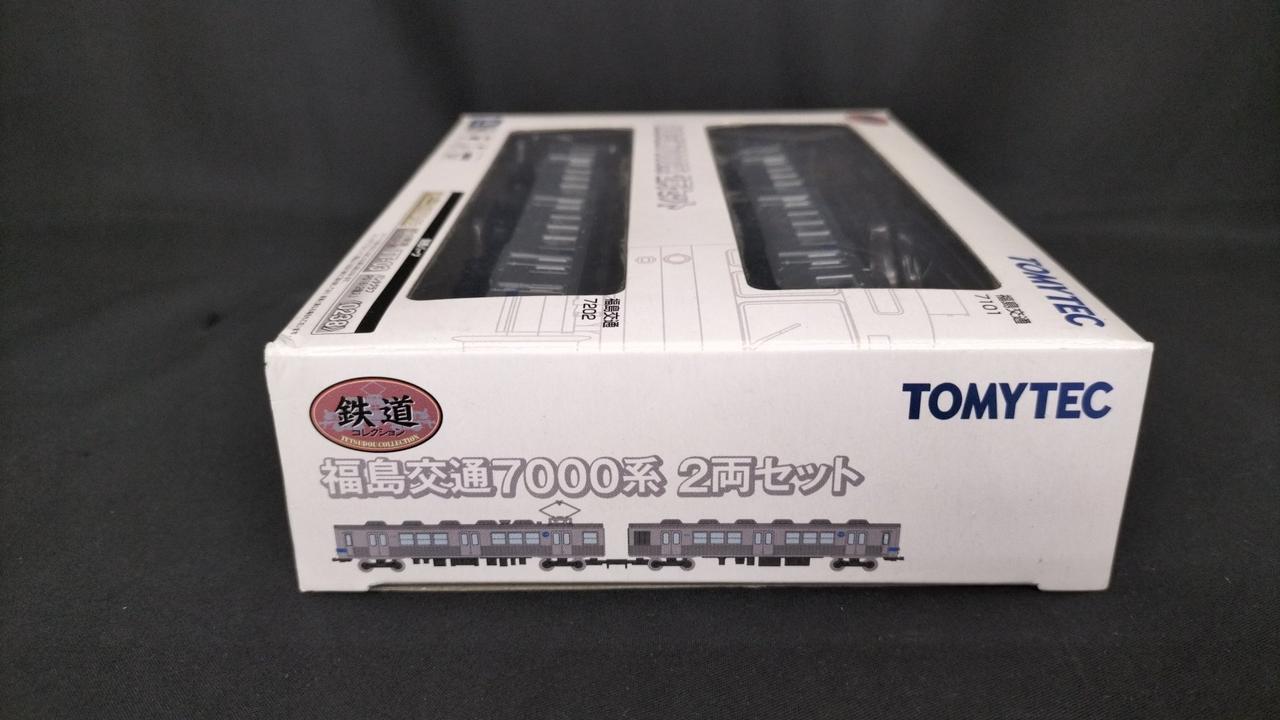 福島交通
7202
福島交通
7101
TOMYTEC
鉄道
コレクション
TETSUDOU COLLECTION
TOMYTEC
福島交通7000系 2両セット